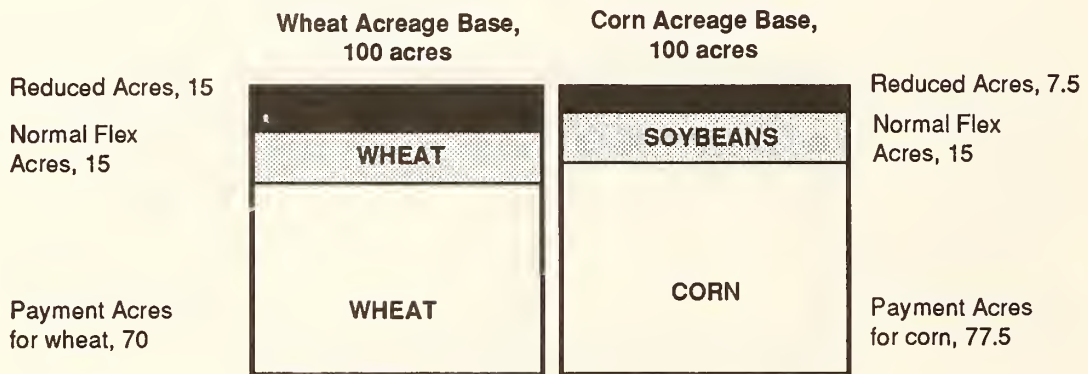 Wheat Acreage Base,
100 acres
Corn Acreage Base,
100 acres
Reduced Acres, 15
Normal Flex
Acres, 15
Payment Acres
for wheat, 70
WHEAT
WHEAT
SOYBEANS
CORN
Reduced Acres, 7.5
Normal Flex
Acres, 15
Payment Acres
for corn, 77.5